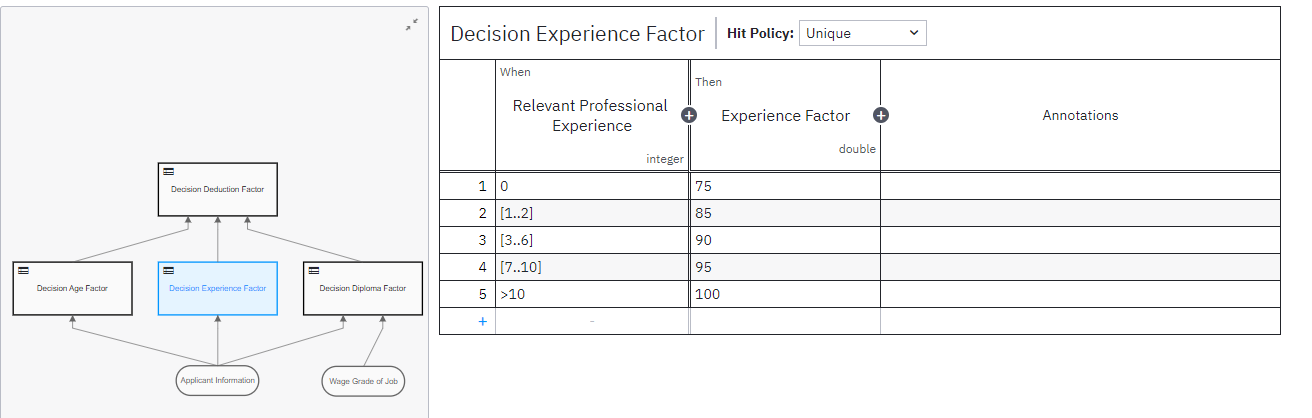 Decision Deduction Factor
Decision Age Factor
Decision Experience Factor
Decision Diploma Factor
Applicant Information
Wage Grade of Job
Decision Experience Factor
Hit Policy: Unique
When
Relevant Professional
Experience
integer
Then
Experience Factor
double
Annotations
1 0 75
2 [1..2] 85
3 [3..6] 90
4 [7..10] 95
5 >10 100
+ -